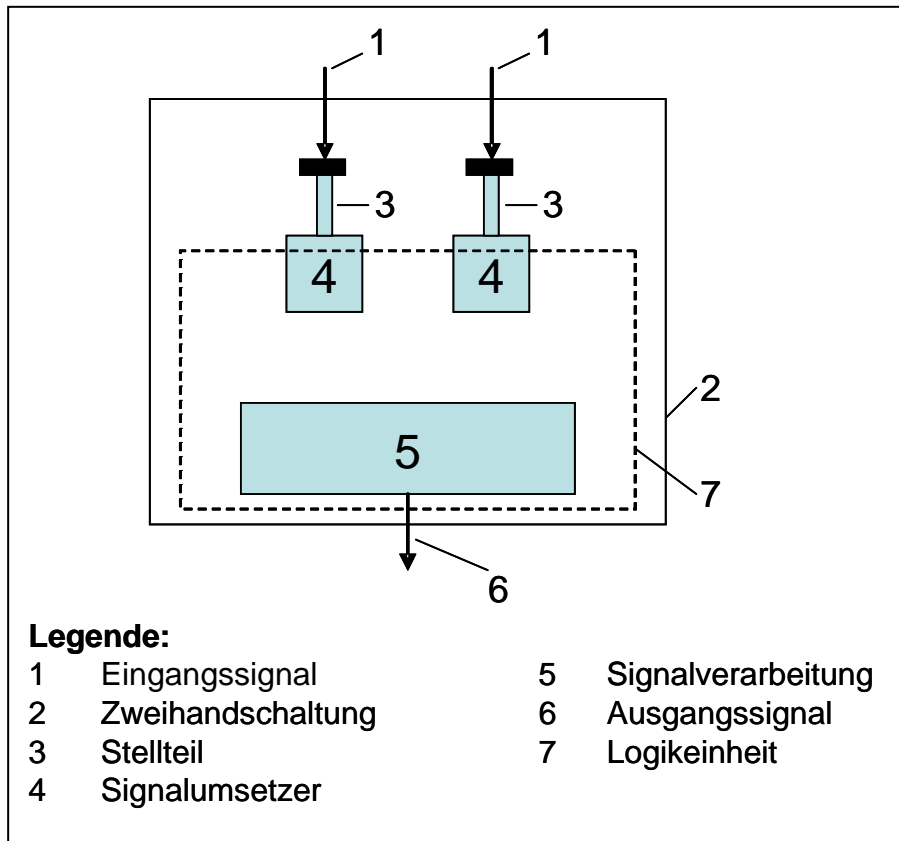 1 1
3 3
4 4
2
5
7
6
Legende:
1 Eingangssignal 5 Signalverarbeitung
2 Zweihandschaltung 6 Ausgangssignal
3 Stellteil 7 Logikeinheit
4 Signalumsetzer